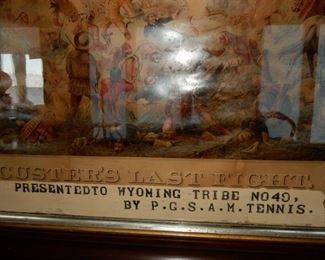 CUSTER'S LAST FIGHT.
PRESENTEDTO WYOMING TRIBE NO49,
BY P.G.S.A.M.TENNIS.